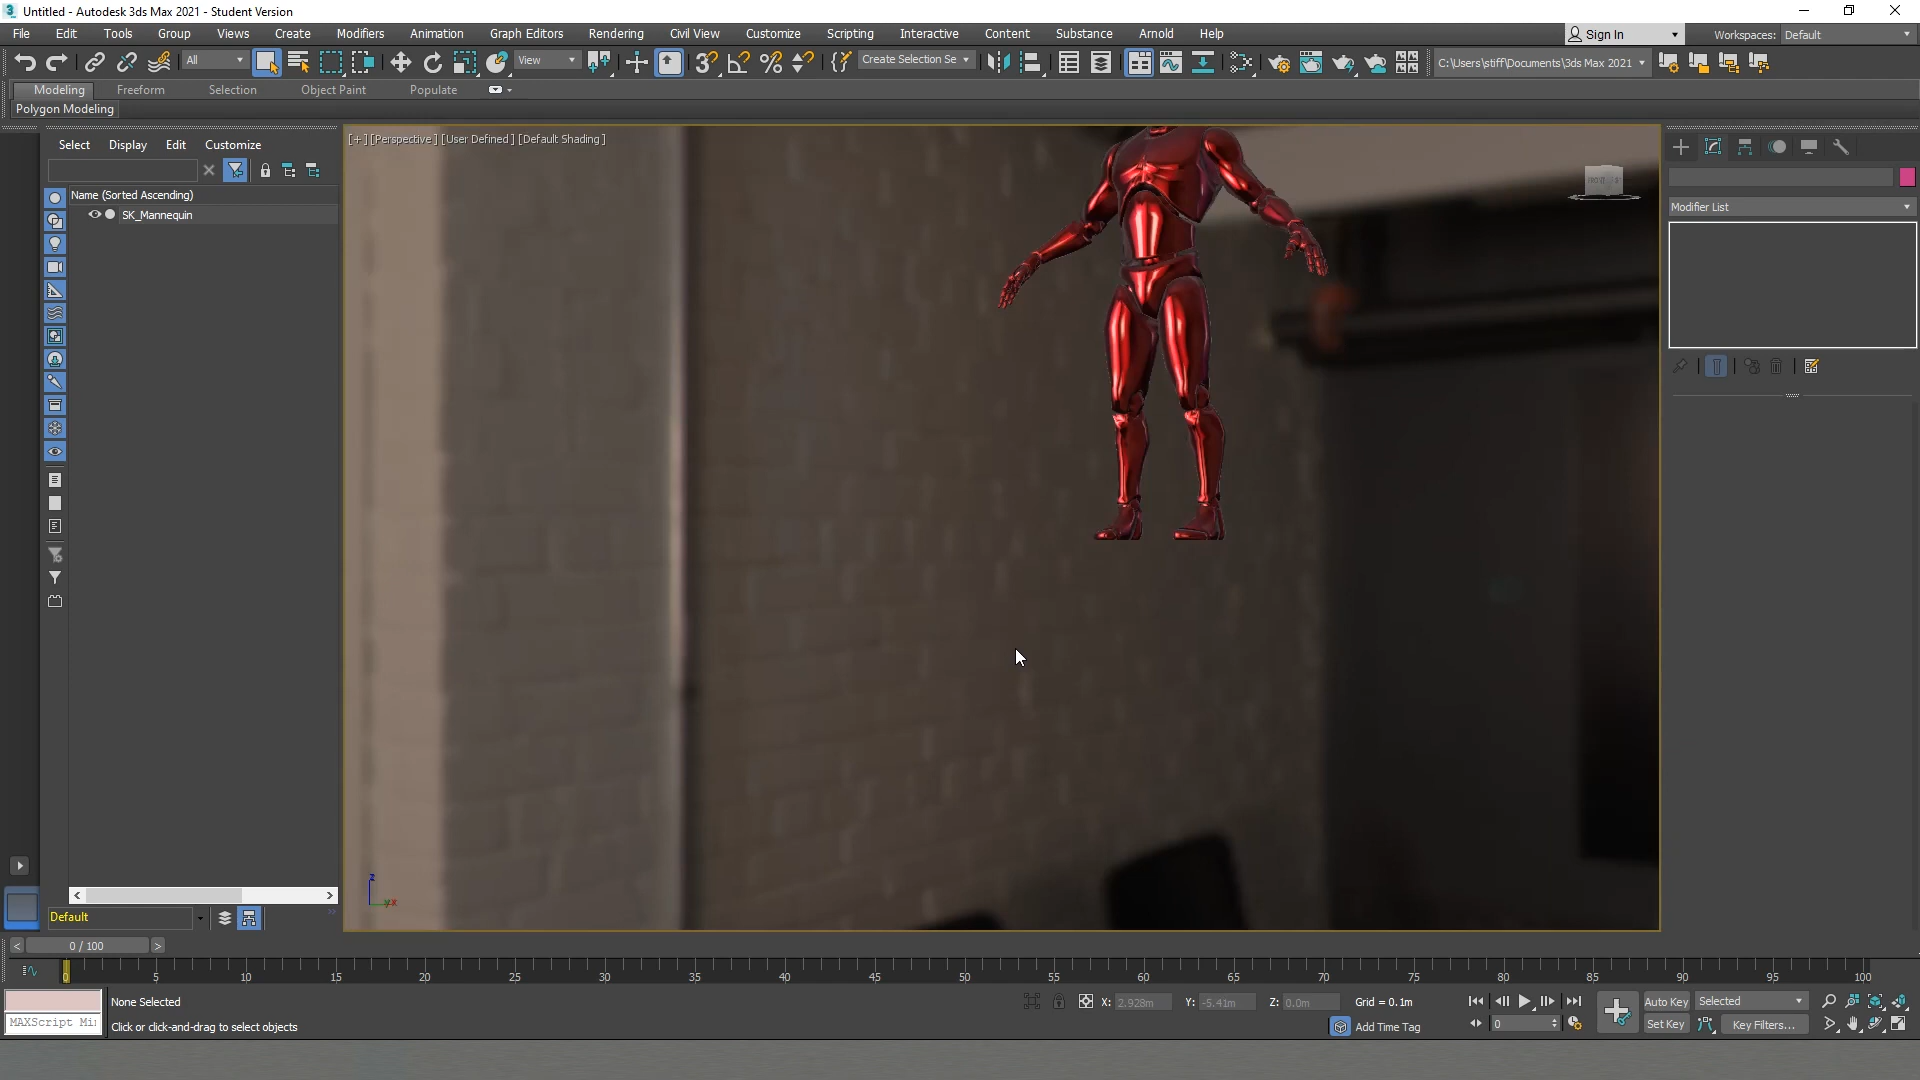 Untitled - Autodesk 3ds Max 2021 - Student Version
File Edit Tools Group Views Create Modifiers Animation Graph Editors Rendering Civil View Customize Scripting Interactive Content Substance Arnold Help
Sign In
Workspaces: Default
All
View
Create Selection Se
C:\Users\stiff\Documents\3ds Max 2021
Modeling Freeform Selection Object Paint Populate
Polygon Modeling
Select Display Edit Customize
[+] [Perspective ] [User Defined ] [Default Shading ]
Name (Sorted Ascending)
SK_Mannequin
Modifier List
z
Default
0 / 100
0 5 10 15 20 25 30 35 40 45 50 55 60 65 70 75 80 85 90 95 100
None Selected
X: 2.928m Y: -5.41m Z: 0.0m Grid = 0.1m
Auto Key Selected
MAXScript Mi
Click or click-and-drag to select objects
Add Time Tag
0
Set Key Key Filters...